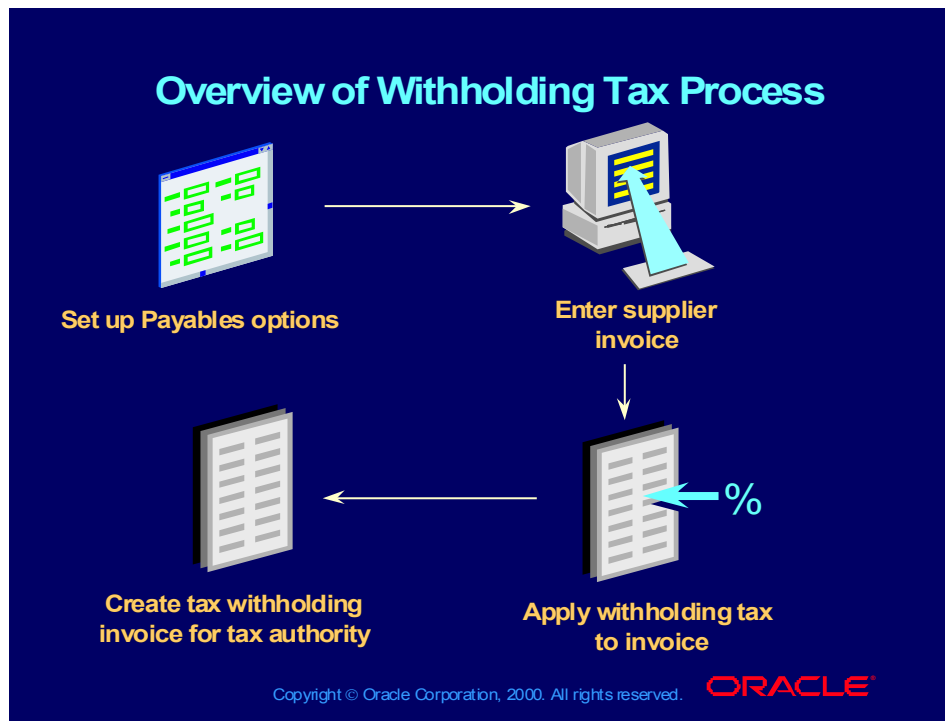 Overview of Withholding Tax Process
Set up Payables options
Enter supplier
invoice
%
Create tax withholding
invoice for tax authority
Apply withholding tax
to invoice
Copyright © Oracle Corporation, 2000. All rights reserved.
ORACLE®